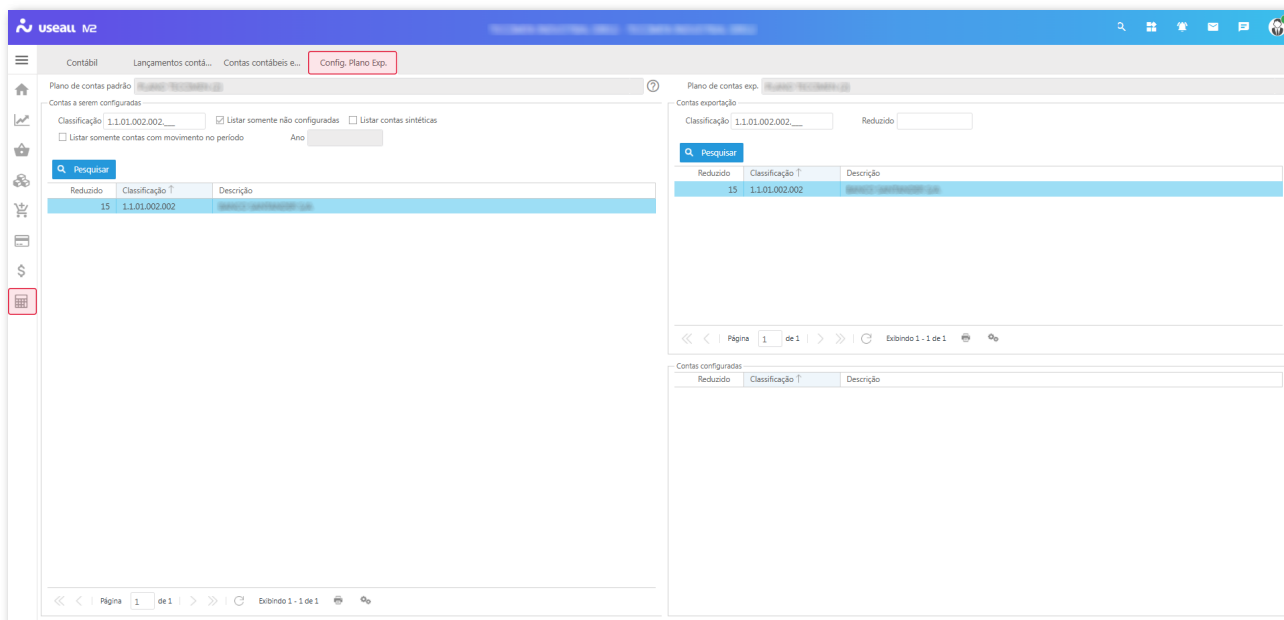 useall M2
Contábil Lançamentos contá... Contas contábeis e... Config. Plano Exp.
Plano de contas padrão
Contas a serem configuradas
Classificação 1.1.01.002.002.___ Listar somente não configuradas Listar contas sintéticas
Listar somente contas com movimento no período Ano
Pesquisar
Reduzido Classificação ↑ Descrição
15 1.1.01.002.002
Página 1 de 1 Exibindo 1 - 1 de 1
Plano de contas exp.
Contas exportação
Classificação 1.1.01.002.002.___ Reduzido
Pesquisar
Reduzido Classificação ↑ Descrição
15 1.1.01.002.002
Página 1 de 1 Exibindo 1 - 1 de 1
Contas configuradas
Reduzido Classificação ↑ Descrição